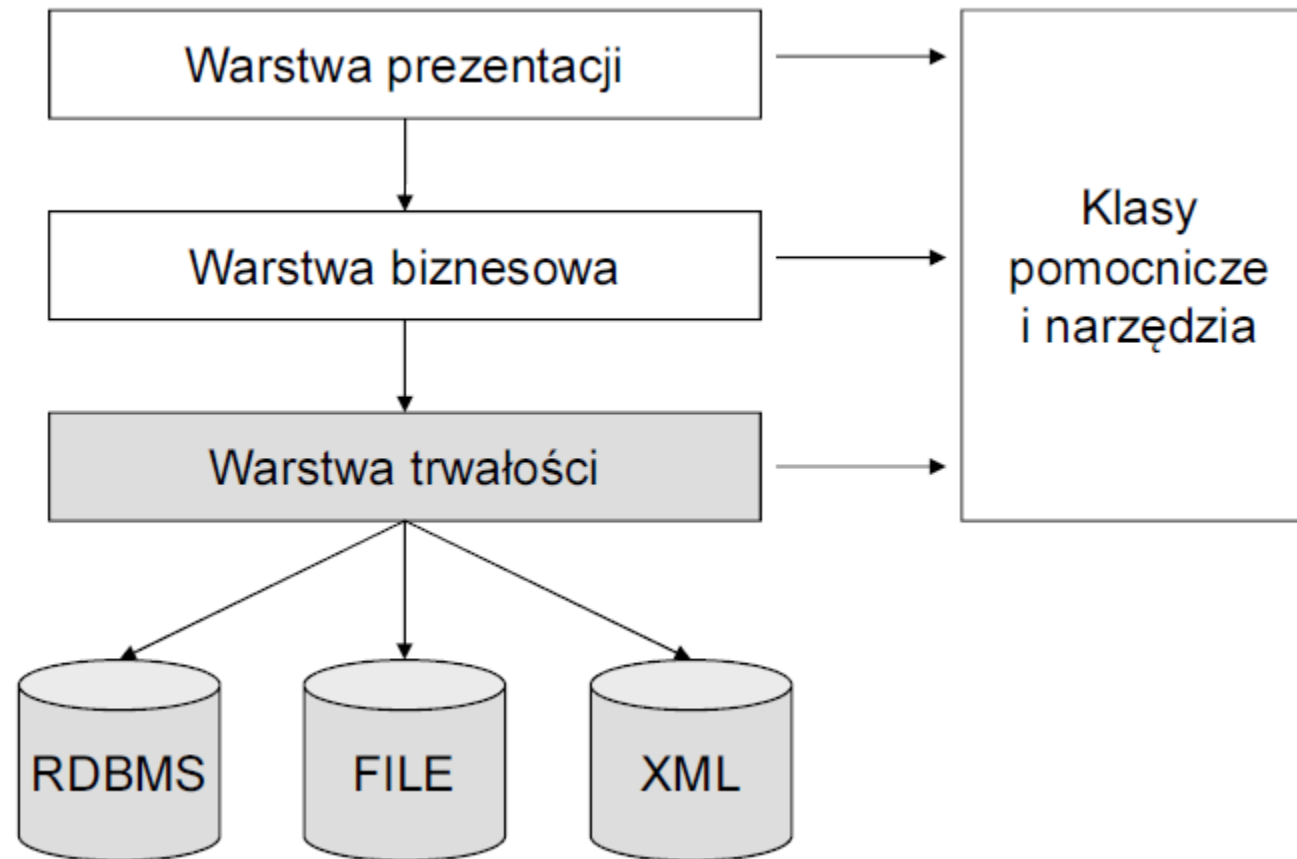 Warstwa prezentacji
Warstwa biznesowa
Klasy
pomocnicze
i narzędzia
Warstwa trwałości
RDBMS
FILE
XML